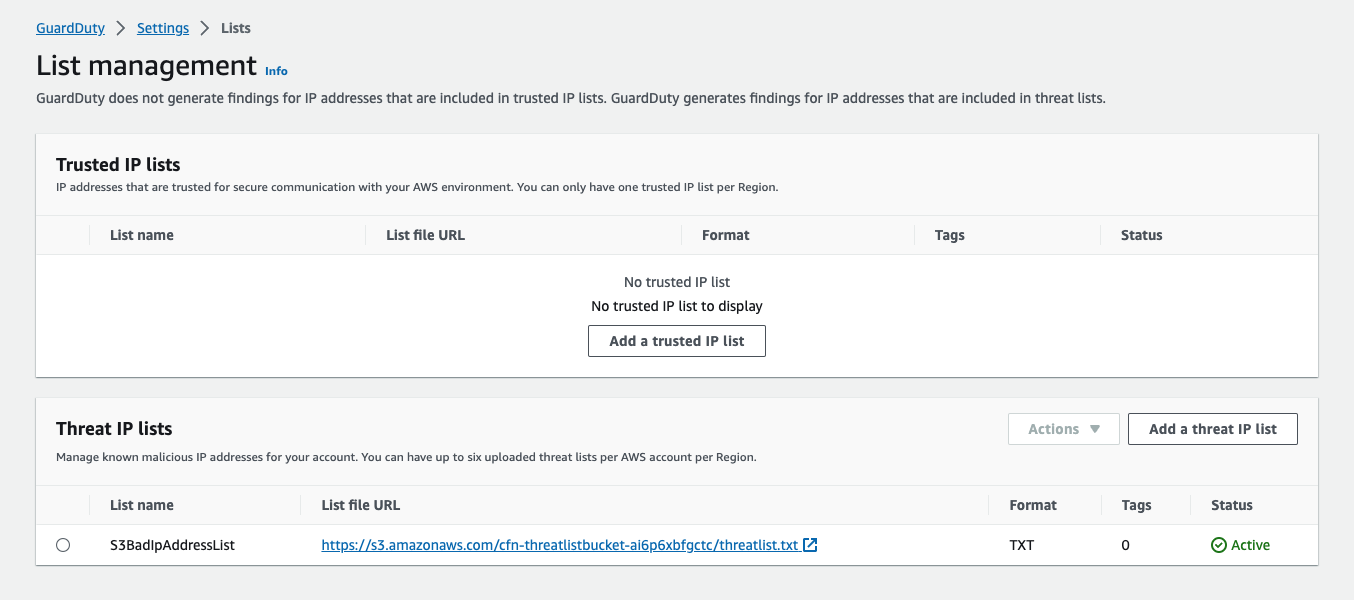 GuardDuty > Settings > Lists
List management Info
GuardDuty does not generate findings for IP addresses that are included in trusted IP lists. GuardDuty generates findings for IP addresses that are included in threat lists.
Trusted IP lists
IP addresses that are trusted for secure communication with your AWS environment. You can only have one trusted IP list per Region.
List name List file URL Format Tags Status
No trusted IP list
No trusted IP list to display
Add a trusted IP list
Threat IP lists Actions Add a threat IP list
Manage known malicious IP addresses for your account. You can have up to six uploaded threat lists per AWS account per Region.
List name List file URL Format Tags Status
S3BadIpAddressList https://s3.amazonaws.com/cfn-threatlistbucket-ai6p6xbfgctc/threatlist.txt TXT 0 Active